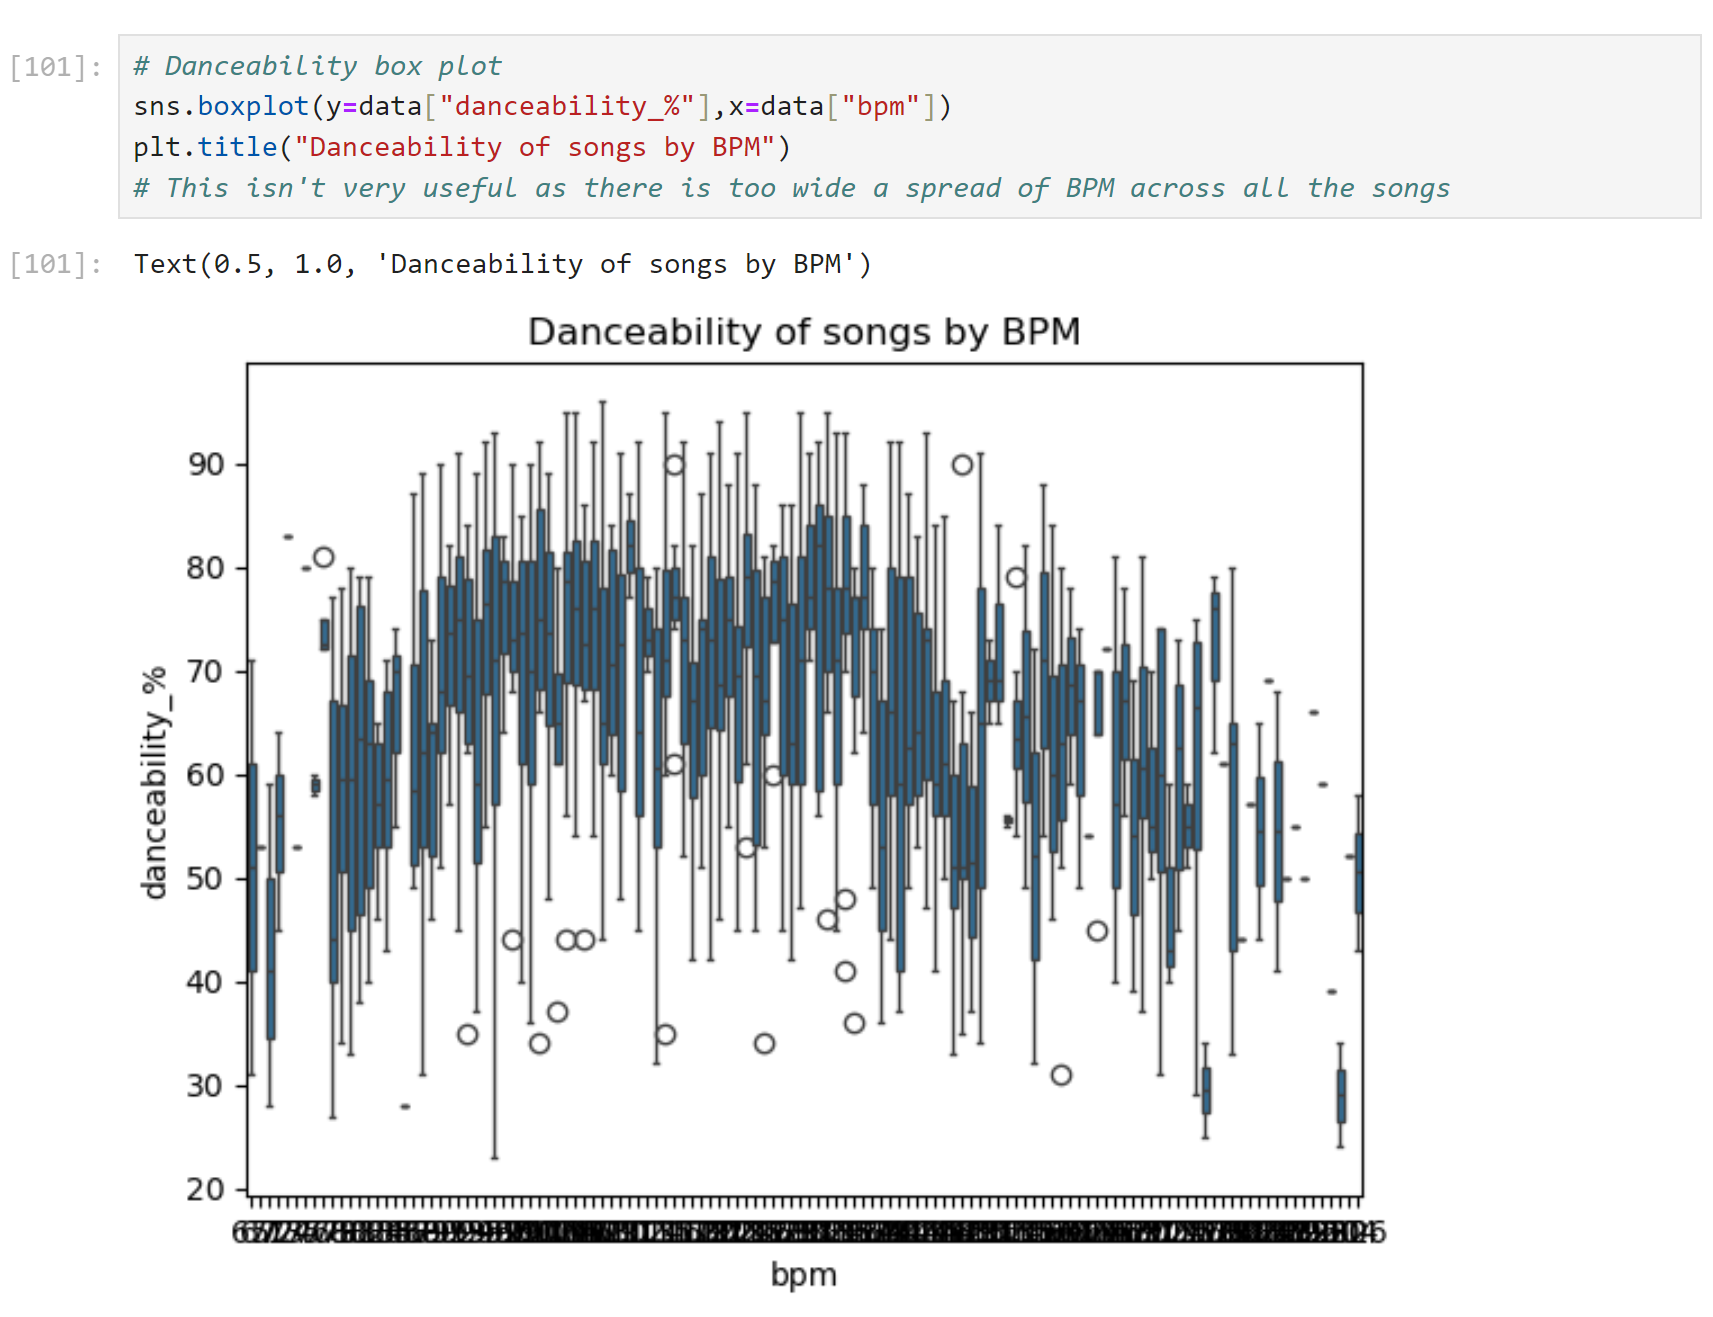 [101]:
# Danceability box plot
sns.boxplot(y=data["danceability_%"],x=data["bpm"])
plt.title("Danceability of songs by BPM")
# This isn't very useful as there is too wide a spread of BPM across all the songs
[101]:
Text(0.5, 1.0, 'Danceability of songs by BPM')
Danceability of songs by BPM
90
80
70
60
50
40
30
20
danceability_%
bpm